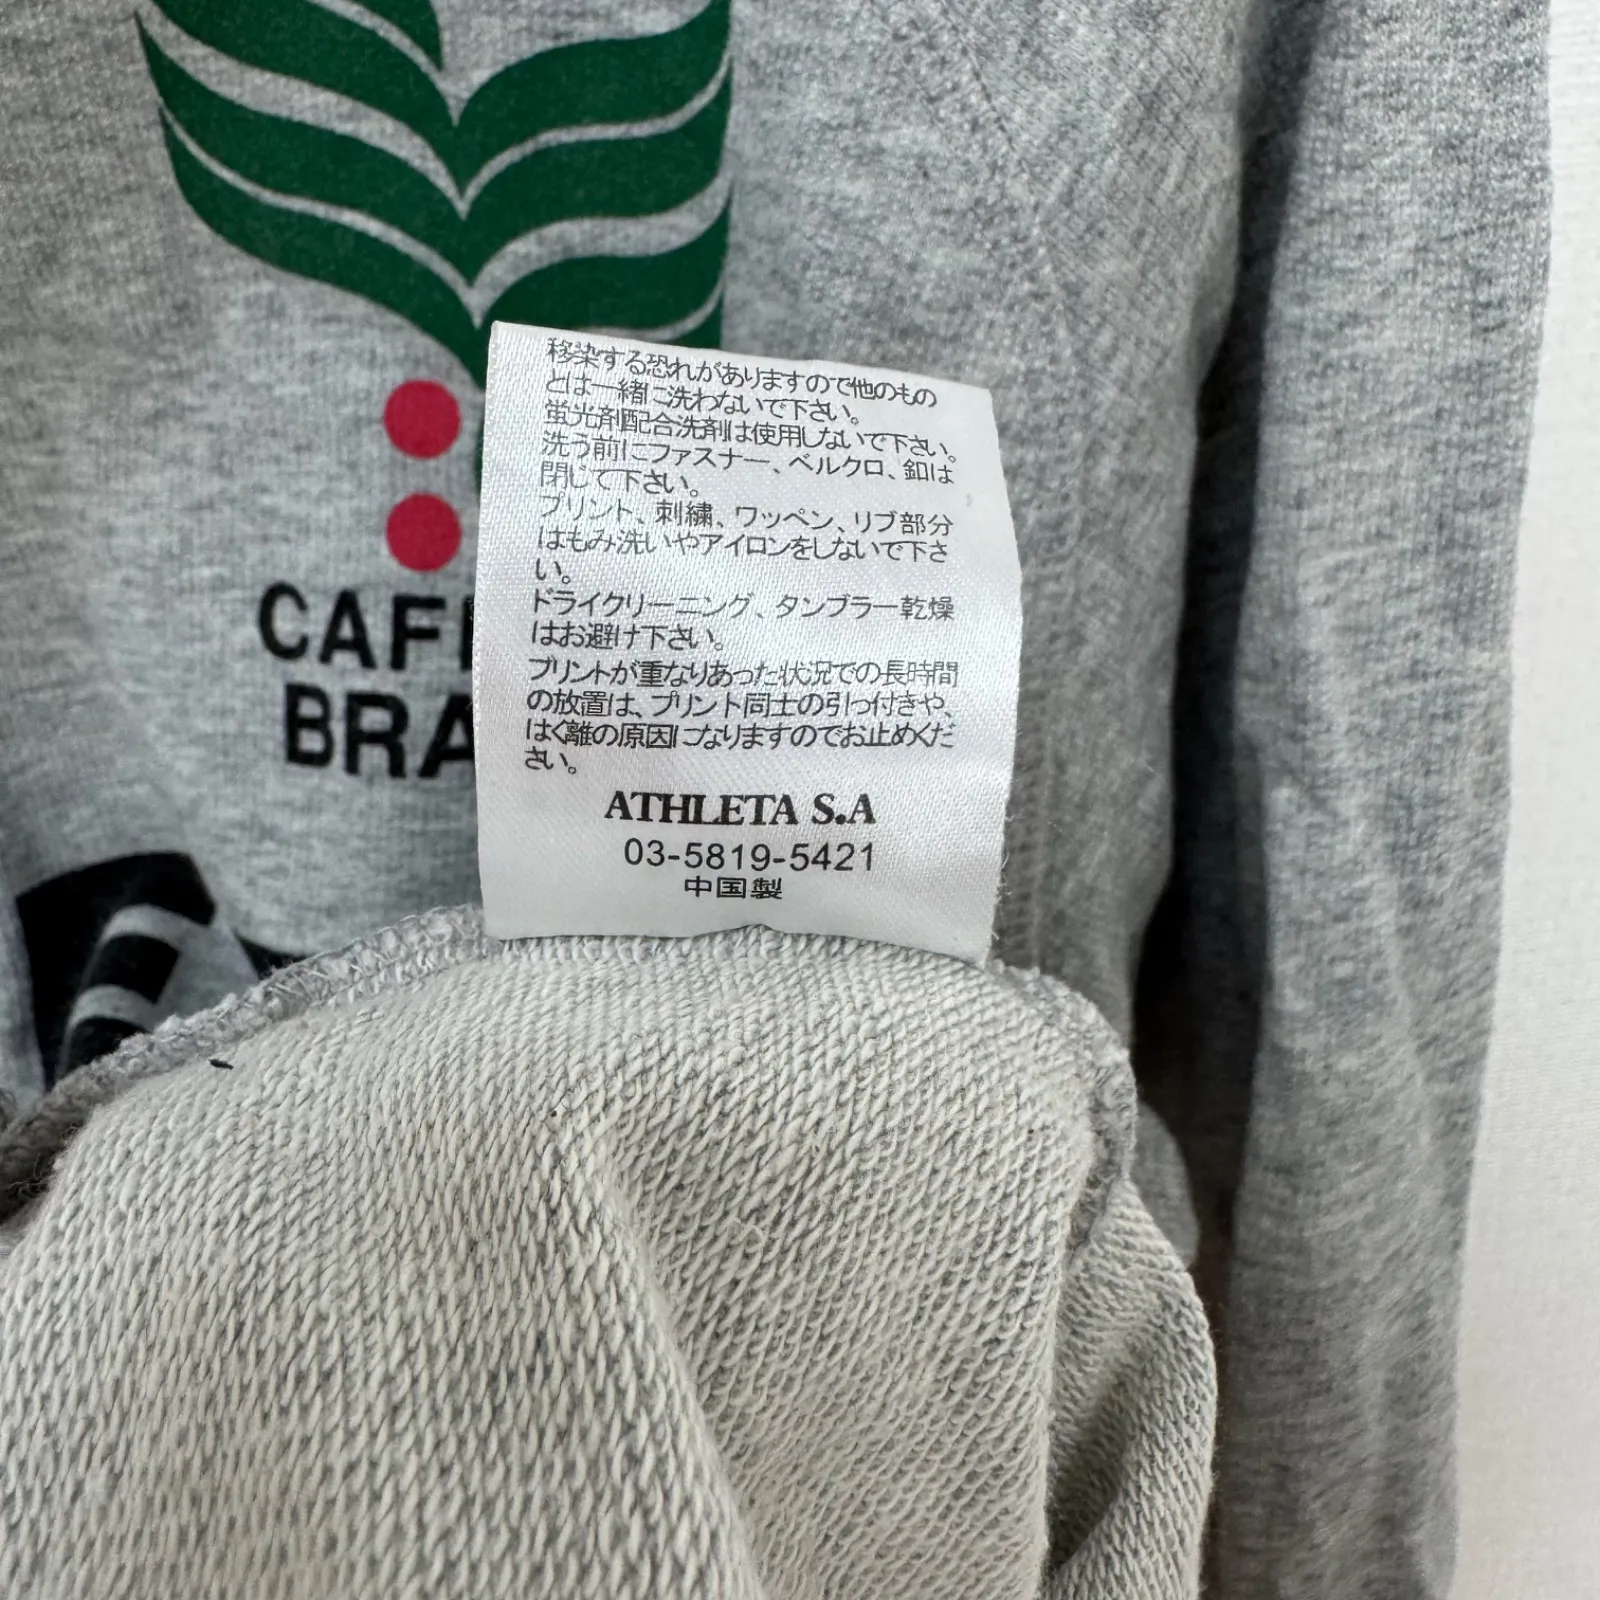 CAF
BRA
移染する恐れがありますので他のもの
とは一緒に洗わないで下さい。
蛍光剤配合洗剤は使用しないで下さい。
洗う前にファスナー、ベルクロ、釦は
閉じて下さい。
プリント、刺繍、ワッペン、リブ部分
はもみ洗いやアイロンをしないで下さ
い。
ドライクリーニング、タンブラー乾燥
はお避け下さい。
プリントが重なりあった状況での長時間
の放置は、プリント同士の引っ付きや、
はく離の原因になりますのでお止めくだ
さい。
ATHLETA S.A
03-5819-5421
中国製